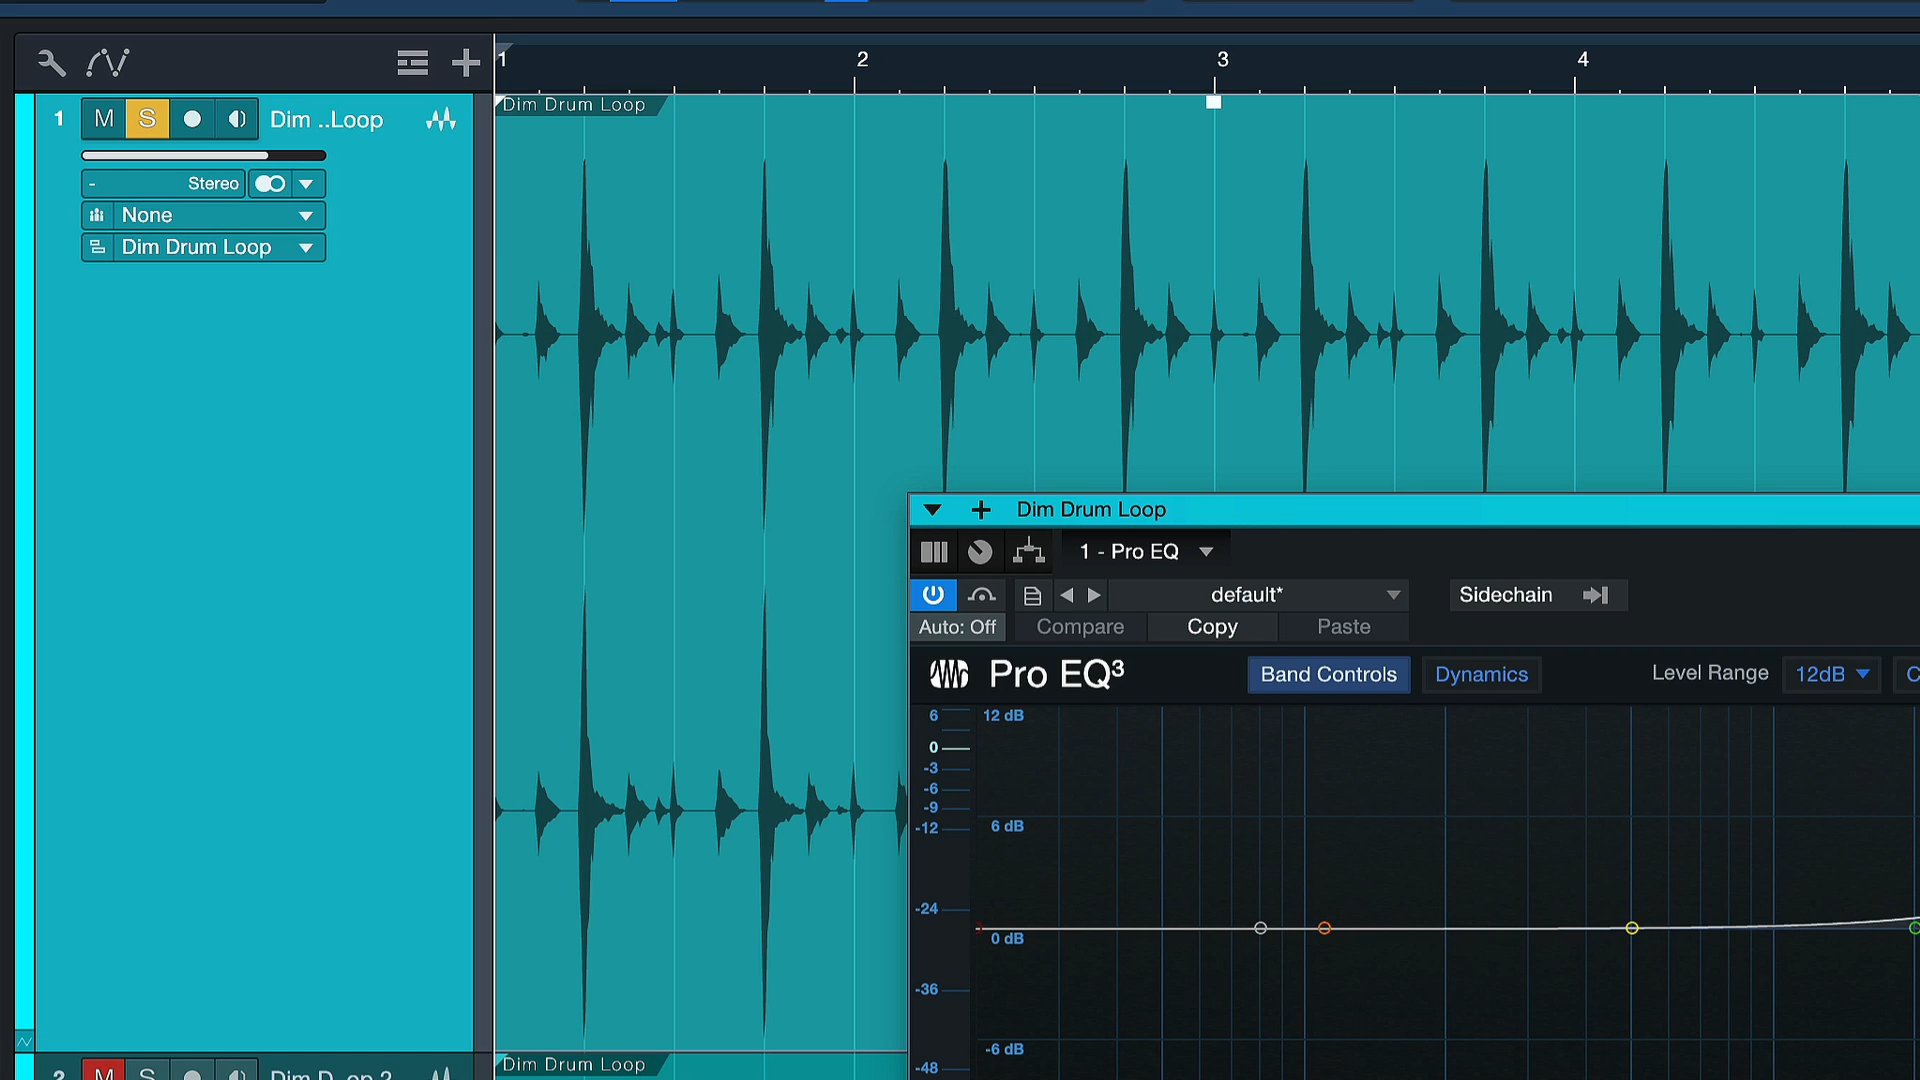 1 2 3 4
Dim Drum Loop
1 M S Dim ..Loop
- Stereo
None
Dim Drum Loop
Dim Drum Loop
1 - Pro EQ
default*
Sidechain
Auto: Off Compare Copy Paste
Pro EQ³ Band Controls Dynamics Level Range 12dB C
6 12 dB
0
-3
-6
-9
-12 6 dB
-24
0 dB
-36
-6 dB
-48
2 M S Dim D..op 2
Dim Drum Loop